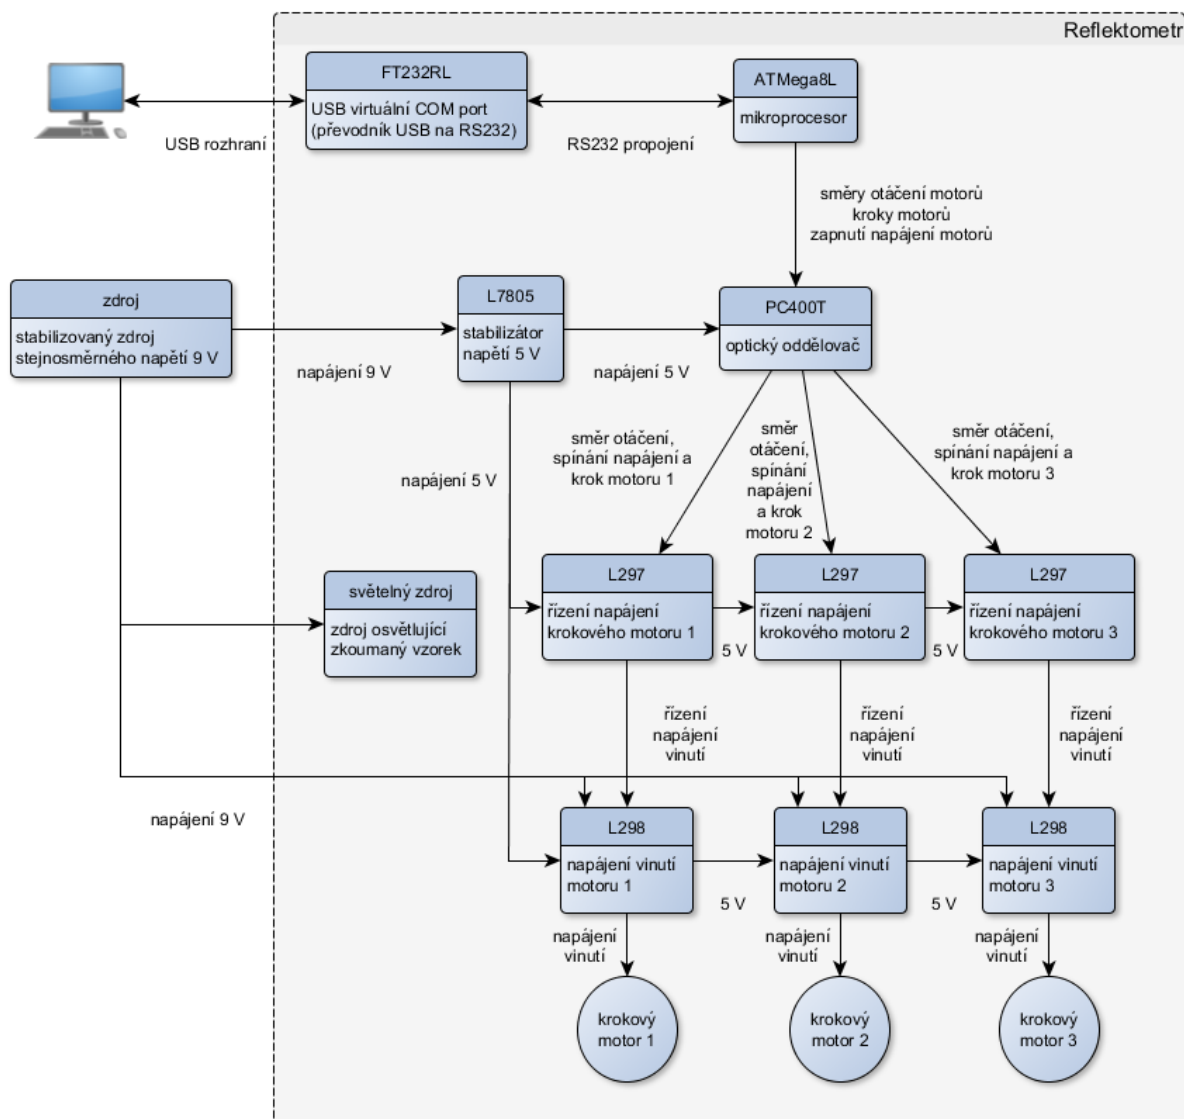 Reflektometr
FT232RL
USB virtuální COM port
(převodník USB na RS232)
ATMega8L
mikroprocesor
USB rozhraní
RS232 propojení
směry otáčení motorů
kroky motorů
zapnutí napájení motorů
zdroj
stabilizovaný zdroj
stejnosměrného napětí 9 V
L7805
stabilizátor
napětí 5 V
PC400T
optický oddělovač
napájení 9 V
napájení 5 V
směr otáčení,
spínání napájení a
krok motoru 1
směr
otáčení,
spínání
napájení
a krok
motoru 2
směr otáčení,
spínání napájení a
krok motoru 3
napájení 5 V
světelný zdroj
zdroj osvětlující
zkoumaný vzorek
L297
řízení napájení
krokového motoru 1
5 V
L297
řízení napájení
krokového motoru 2
5 V
L297
řízení napájení
krokového motoru 3
řízení
napájení
vinutí
řízení
napájení
vinutí
řízení
napájení
vinutí
napájení 9 V
L298
napájení vinutí
motoru 1
5 V
L298
napájení vinutí
motoru 2
5 V
L298
napájení vinutí
motoru 3
napájení
vinutí
napájení
vinutí
napájení
vinutí
krokový
motor 1
krokový
motor 2
krokový
motor 3